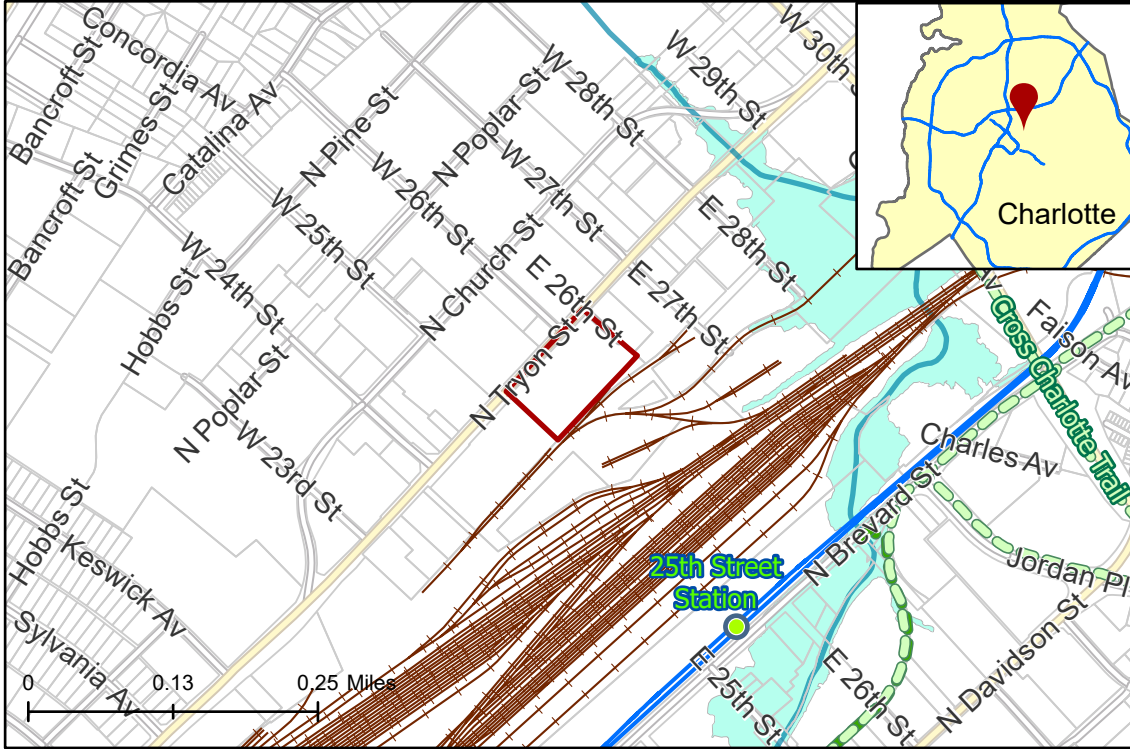 Concordia Av
Bancroft St
Grimes St
Catalina Av
N Pine St
N Poplar St
W 28th St
W 29th St
W 30th St
Bancroft St
W 26th St
W 27th St
W 25th St
E 28th St
Charlotte
W 24th St
Hobbs St
N Church St
E 26th St
E 27th St
Av
Cross Charlotte Trail
Faison Av
N Tryon St
N Poplar St
W 23rd St
Charles Av
Hobbs St
Keswick Av
N Brevard St
25th Street
Station
Jordan Pl
Sylvania Av
E 25th St
E 26th St
N Davidson St
0
0.13
0.25 Miles